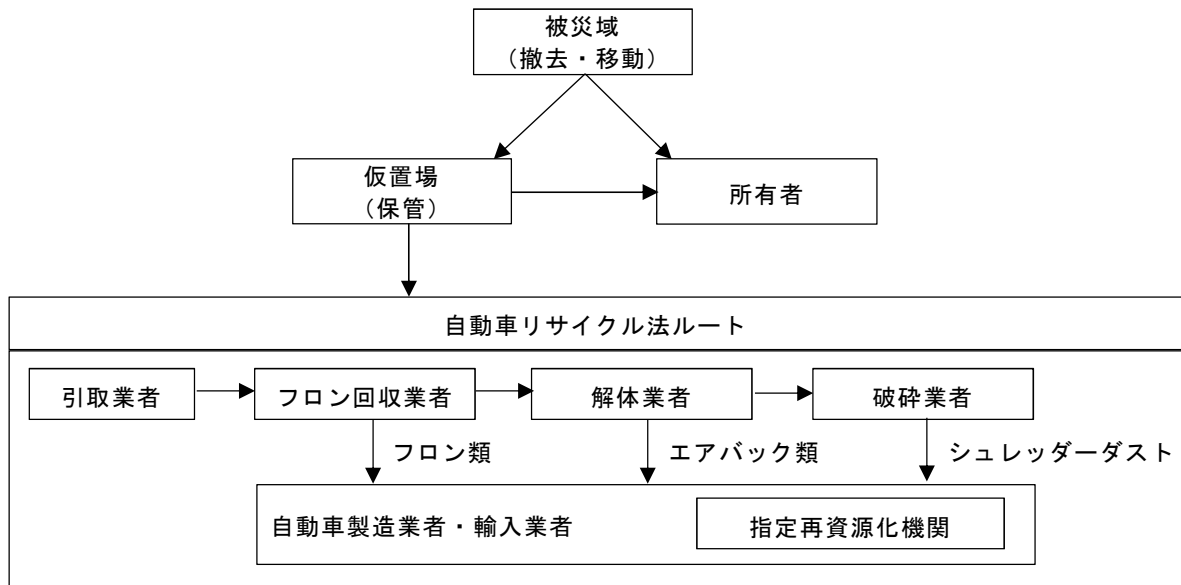 被災域
（撤去・移動）
仮置場
（保管）
所有者
自動車リサイクル法ルート
引取業者
フロン回収業者
解体業者
破砕業者
フロン類
エアバック類
シュレッダーダスト
自動車製造業者・輸入業者
指定再資源化機関